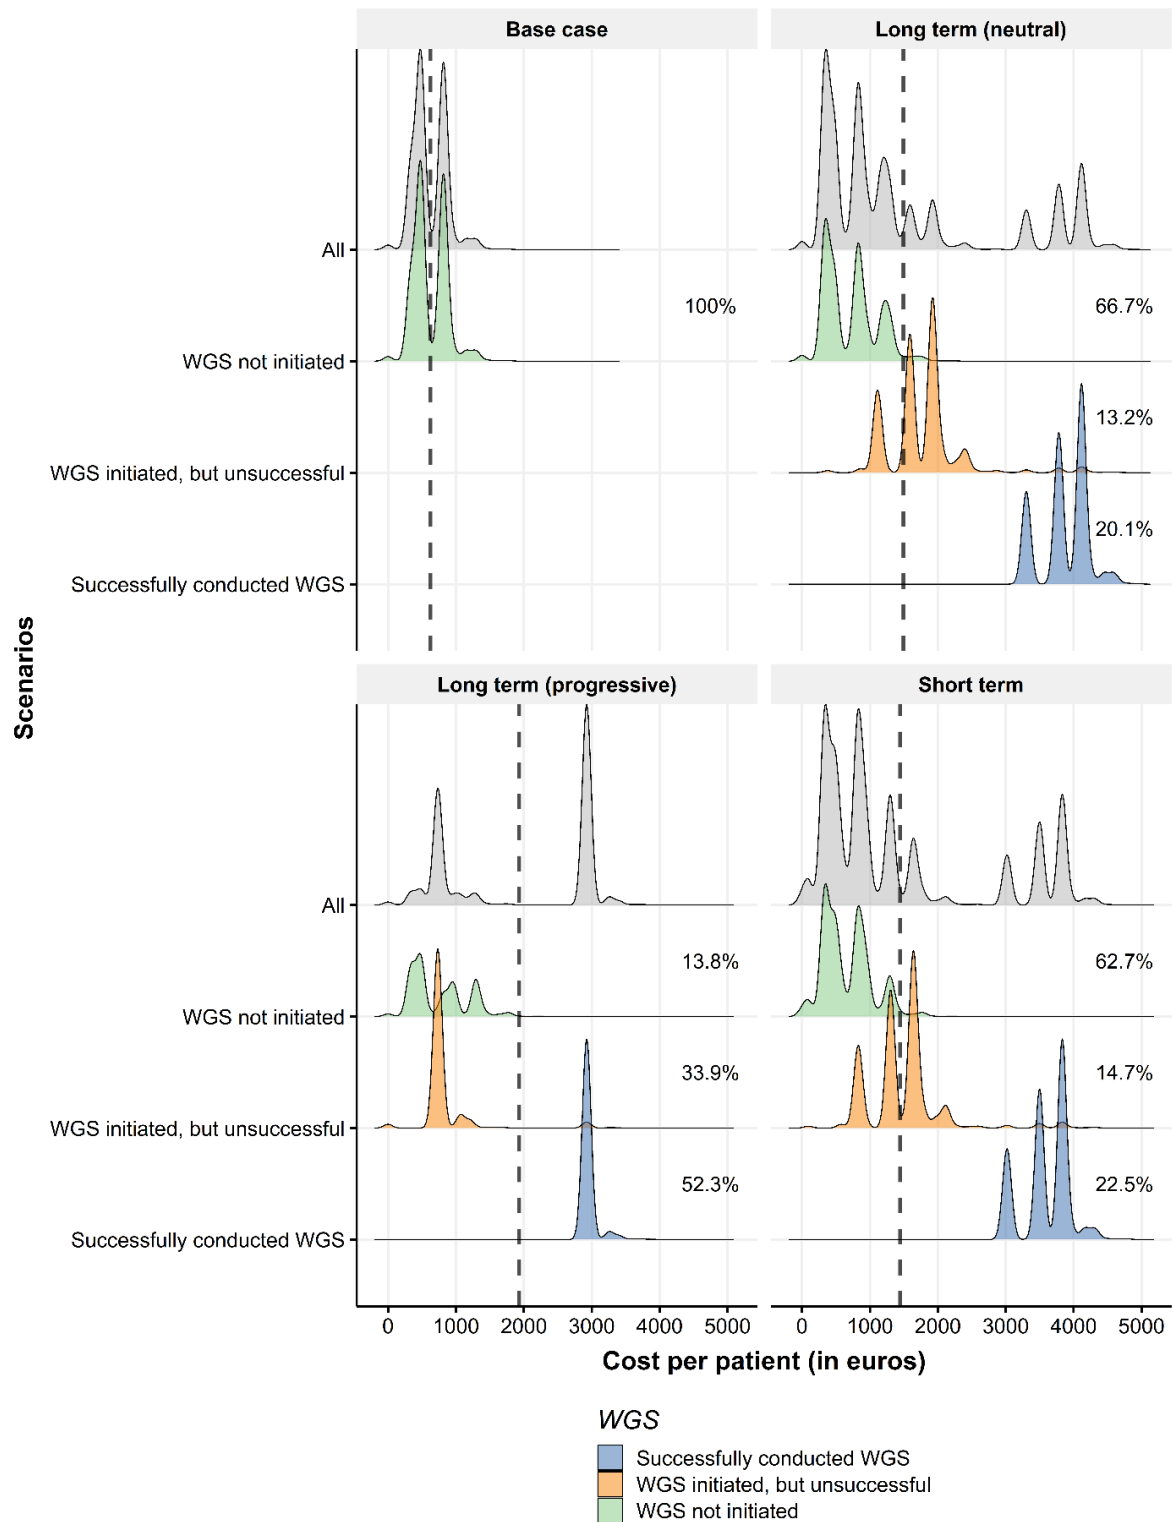 Base case
Long term (neutral)
All
100%
66.7%
WGS not initiated
13.2%
WGS initiated, but unsuccessful
20.1%
Successfully conducted WGS
Scenarios
Long term (progressive)
Short term
All
13.8%
62.7%
WGS not initiated
33.9%
14.7%
WGS initiated, but unsuccessful
52.3%
22.5%
Successfully conducted WGS
0 1000 2000 3000 4000 5000
0 1000 2000 3000 4000 5000
Cost per patient (in euros)
WGS
Successfully conducted WGS
WGS initiated, but unsuccessful
WGS not initiated